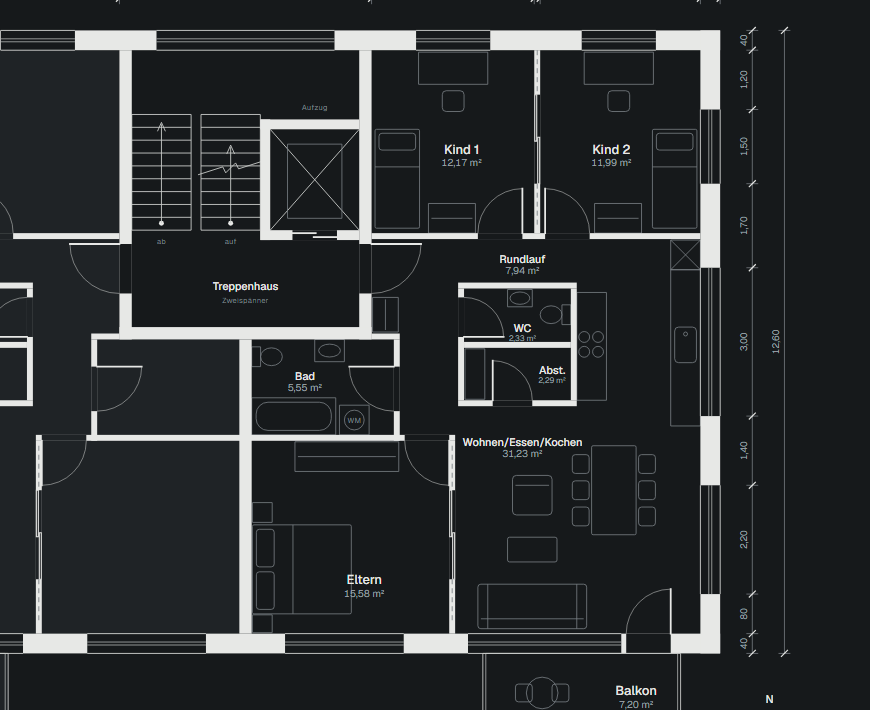 Aufzug
Kind 1
12,17 m²
Kind 2
11,99 m²
ab
auf
Treppenhaus
Zweispänner
Rundlauf
7,94 m²
WC
2,33 m²
Abst.
2,29 m²
Bad
5,55 m²
WM
Wohnen/Essen/Kochen
31,23 m²
Eltern
15,58 m²
Balkon
7,20 m²
N
40
1,20
1,50
1,70
3,00
1,40
2,20
80
40
12,60